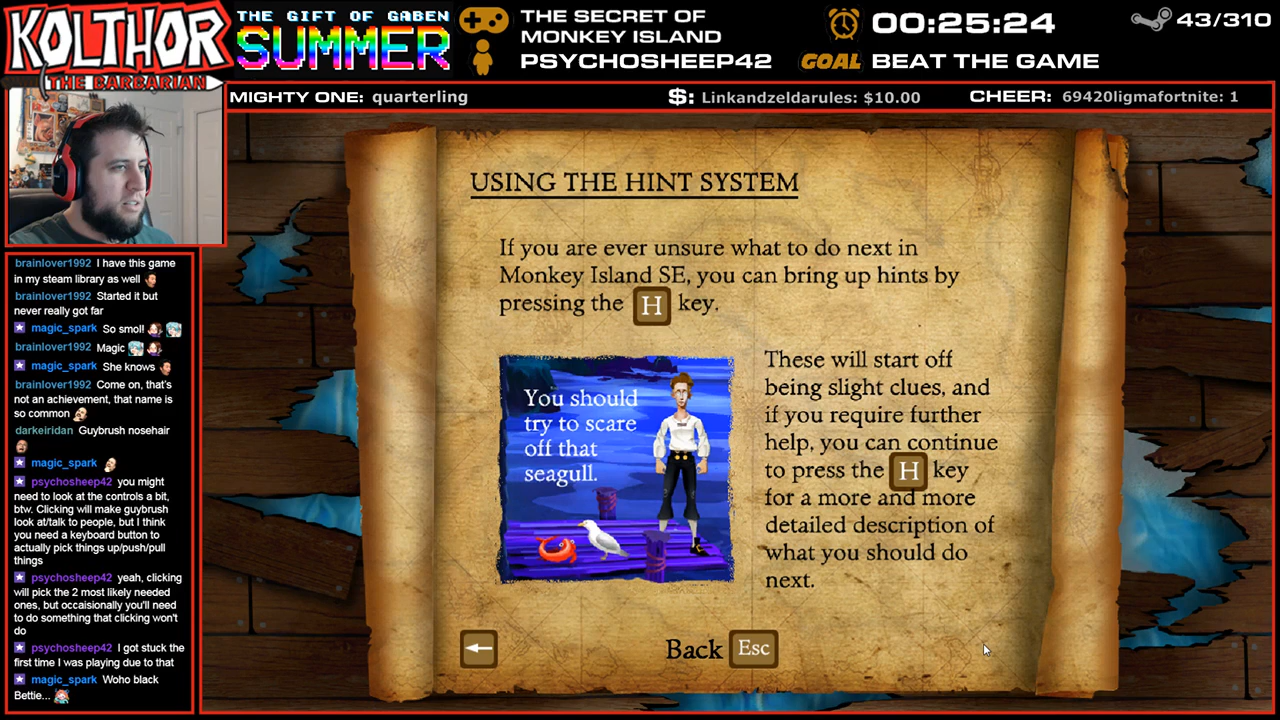 KOLTHOR
THE BARBARIAN
THE GIFT OF GABEN
SUMMER
THE SECRET OF
MONKEY ISLAND
PSYCHOSHEEP42
00:25:24
43/310
GOAL BEAT THE GAME
MIGHTY ONE: quarterling
$: Linkandzeldarules: $10.00
CHEER: 69420ligmafortnite: 1
brainlover1992 I have this game
in my steam library as well
brainlover1992 Started it but
never really got far
magic_spark So smol!
brainlover1992 Magic
magic_spark She knows
brainlover1992 Come on, that's
not an achievement, that name is
so common
darkeiridan Guybrush nosehair
magic_spark
psychosheep42 you might
need to look at the controls a bit,
btw. Clicking will make guybrush
look at/talk to people, but I think
you need a keyboard button to
actually pick things up/push/pull
things
psychosheep42 yeah, clicking
will pick the 2 most likely needed
ones, but occaisionally you'll need
to do something that clicking won't
do
psychosheep42 I got stuck the
first time I was playing due to that
magic_spark Woho black
Bettie...
USING THE HINT SYSTEM
If you are ever unsure what to do next in
Monkey Island SE, you can bring up hints by
pressing the H key.
You should
try to scare
off that
seagull.
These will start off
being slight clues, and
if you require further
help, you can continue
to press the H key
for a more and more
detailed description of
what you should do
next.
Back Esc